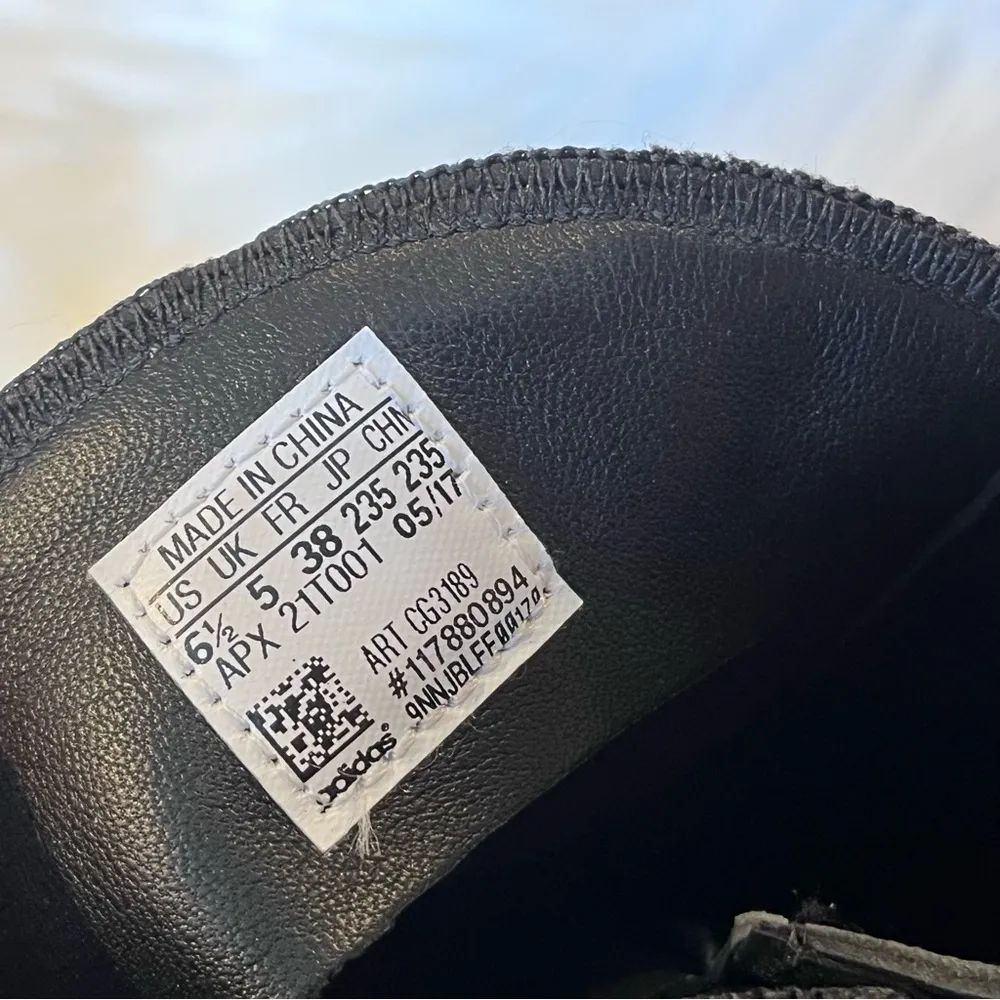 MADE IN CHINA
US UK FR JP CHN
6½ 5 38 235 235
APX 21T001 05/17
ART CG3189
#117880894
adidas®